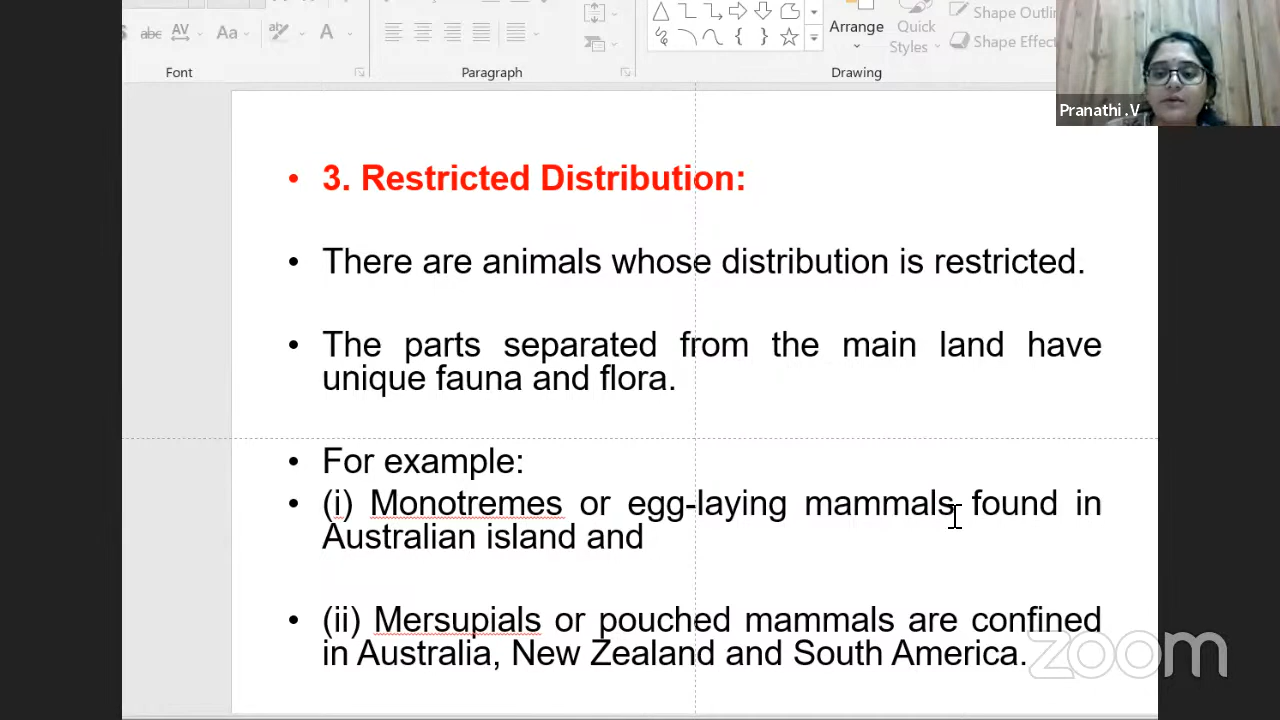 abc AV Aa A
Font
Paragraph
Arrange
Quick
Styles
Shape Outlin
Shape Effect
Drawing
Pranathi .V
• 3. Restricted Distribution:
• There are animals whose distribution is restricted.
• The parts separated from the main land have
unique fauna and flora.
• For example:
• (i) Monotremes or egg-laying mammals found in
Australian island and
• (ii) Mersupials or pouched mammals are confined
in Australia, New Zealand and South America.
zoom